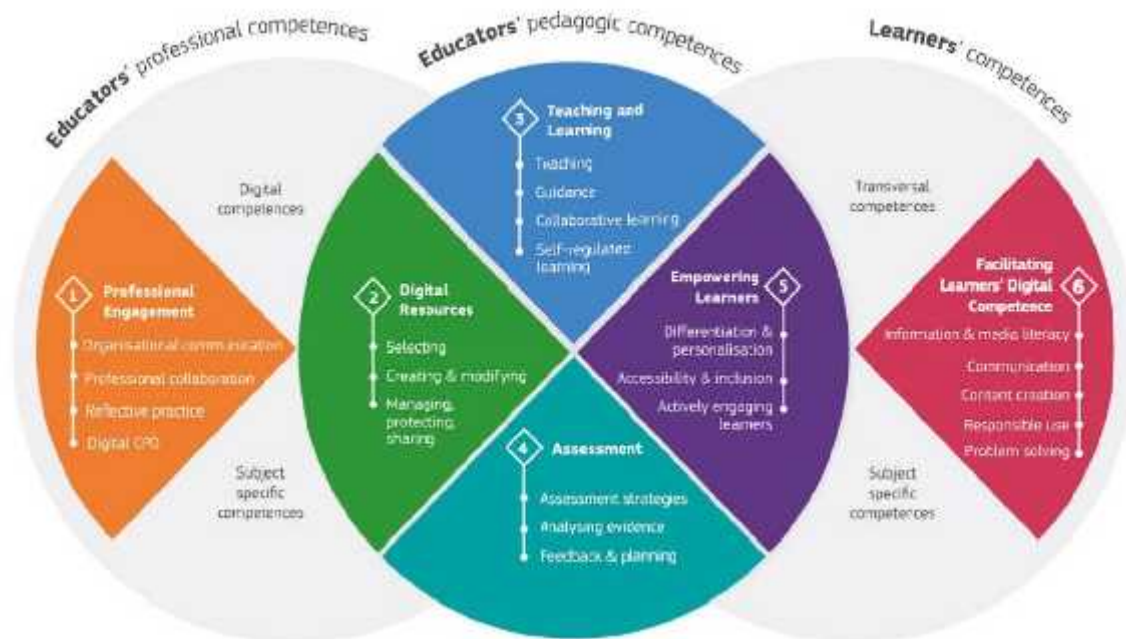 Educators' professional competences
Educators' pedagogic competences
Learners' competences
Digital
competences
Transversal
competences
Subject
specific
competences
Subject
specific
competences
1
Professional
Engagement
Organisational communication
Professional collaboration
Reflective practice
Digital CPD
2
Digital
Resources
Selecting
Creating & modifying
Managing,
protecting,
sharing
3
Teaching and
Learning
Teaching
Guidance
Collaborative learning
Self-regulated
learning
4
Assessment
Assessment strategies
Analysing evidence
Feedback & planning
5
Empowering
Learners
Differentiation &
personalisation
Accessibility & inclusion
Actively engaging
learners
6
Facilitating
Learners' Digital
Competence
Information & media literacy
Communication
Content creation
Responsible use
Problem solving